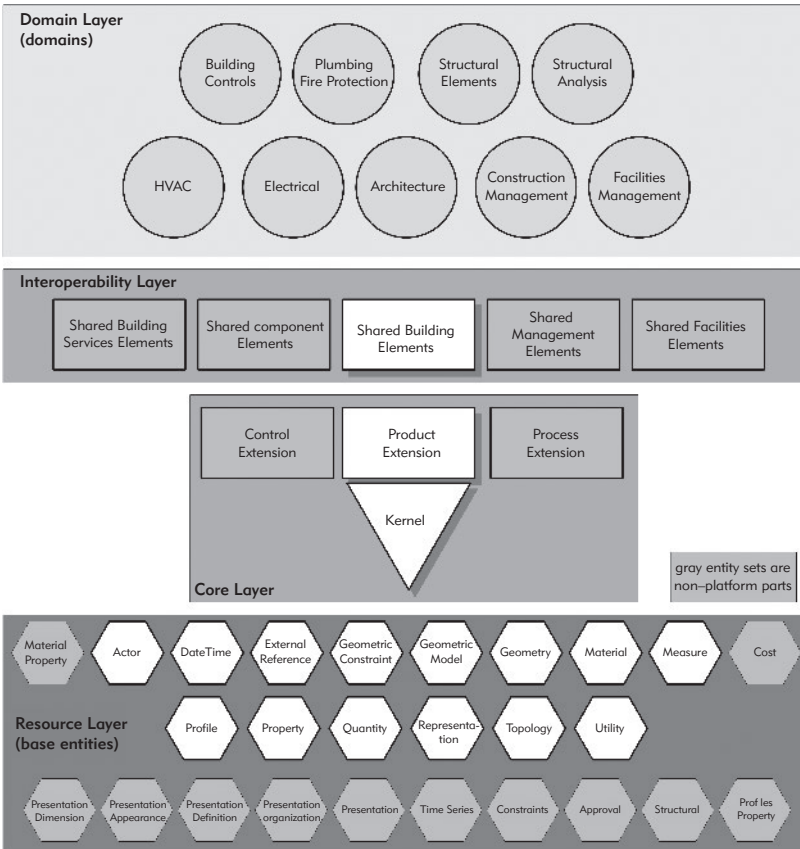 Domain Layer
(domains)
Building
Controls
Plumbing
Fire Protection
Structural
Elements
Structural
Analysis
HVAC
Electrical
Architecture
Construction
Management
Facilities
Management
Interoperability Layer
Shared Building
Services Elements
Shared component
Elements
Shared Building
Elements
Shared
Management
Elements
Shared Facilities
Elements
Control
Extension
Product
Extension
Process
Extension
Kernel
Core Layer
gray entity sets are
non–platform parts
Material
Property
Actor
DateTime
External
Reference
Geometric
Constraint
Geometric
Model
Geometry
Material
Measure
Cost
Resource Layer
(base entities)
Profile
Property
Quantity
Representa-
tion
Topology
Utility
Presentation
Dimension
Presentation
Appearance
Presentation
Definition
Presentation
organization
Presentation
Time Series
Constraints
Approval
Structural
Prof les
Property